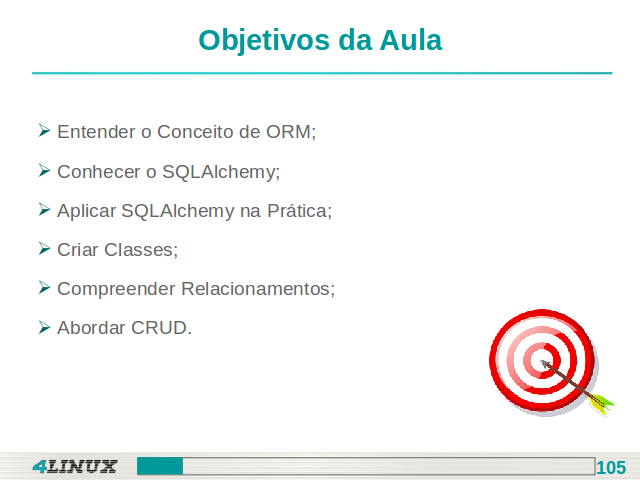 Objetivos da Aula
Entender o Conceito de ORM;
Conhecer o SQLAlchemy;
Aplicar SQLAlchemy na Prática;
Criar Classes;
Compreender Relacionamentos;
Abordar CRUD.
4LINUX
105